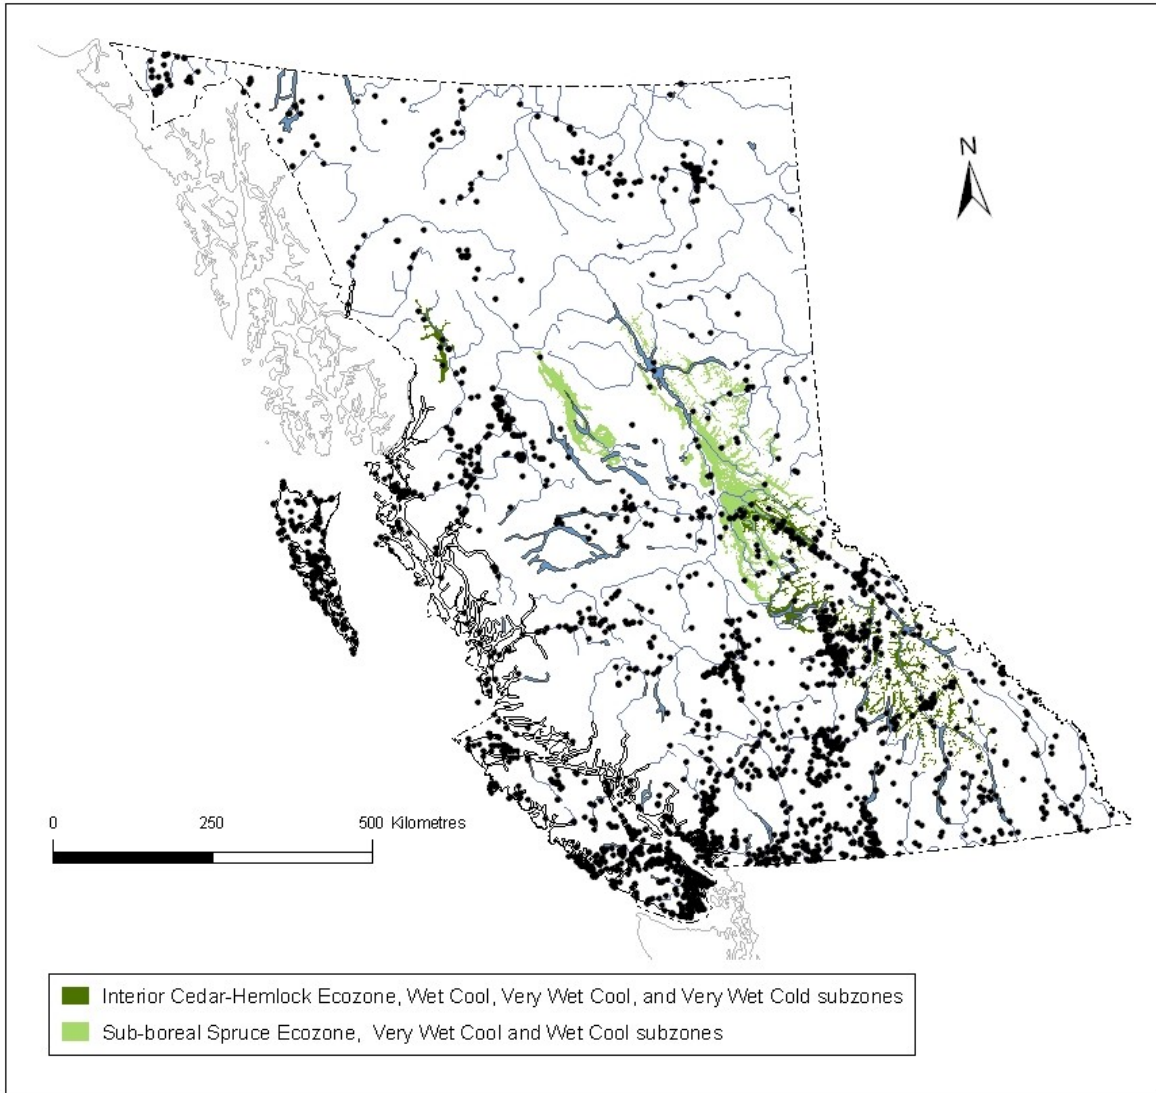 N
0 250 500 Kilometres
Interior Cedar-Hemlock Ecozone, Wet Cool, Very Wet Cool, and Very Wet Cold subzones
Sub-boreal Spruce Ecozone, Very Wet Cool and Wet Cool subzones